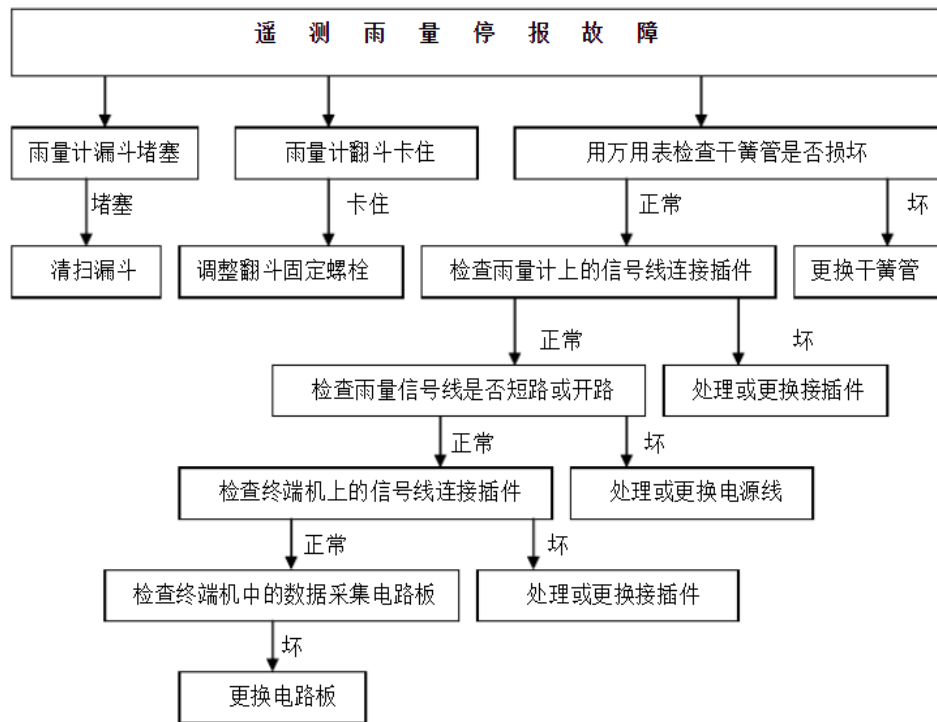 遥测雨量停报故障
雨量计漏斗堵塞
雨量计翻斗卡住
用万用表检查干簧管是否损坏
堵塞
卡住
正常
坏
清扫漏斗
调整翻斗固定螺栓
检查雨量计上的信号线连接插件
更换干簧管
正常
坏
检查雨量信号线是否短路或开路
处理或更换接插件
正常
坏
检查终端机上的信号线连接插件
处理或更换电源线
正常
坏
检查终端机中的数据采集电路板
处理或更换接插件
坏
更换电路板